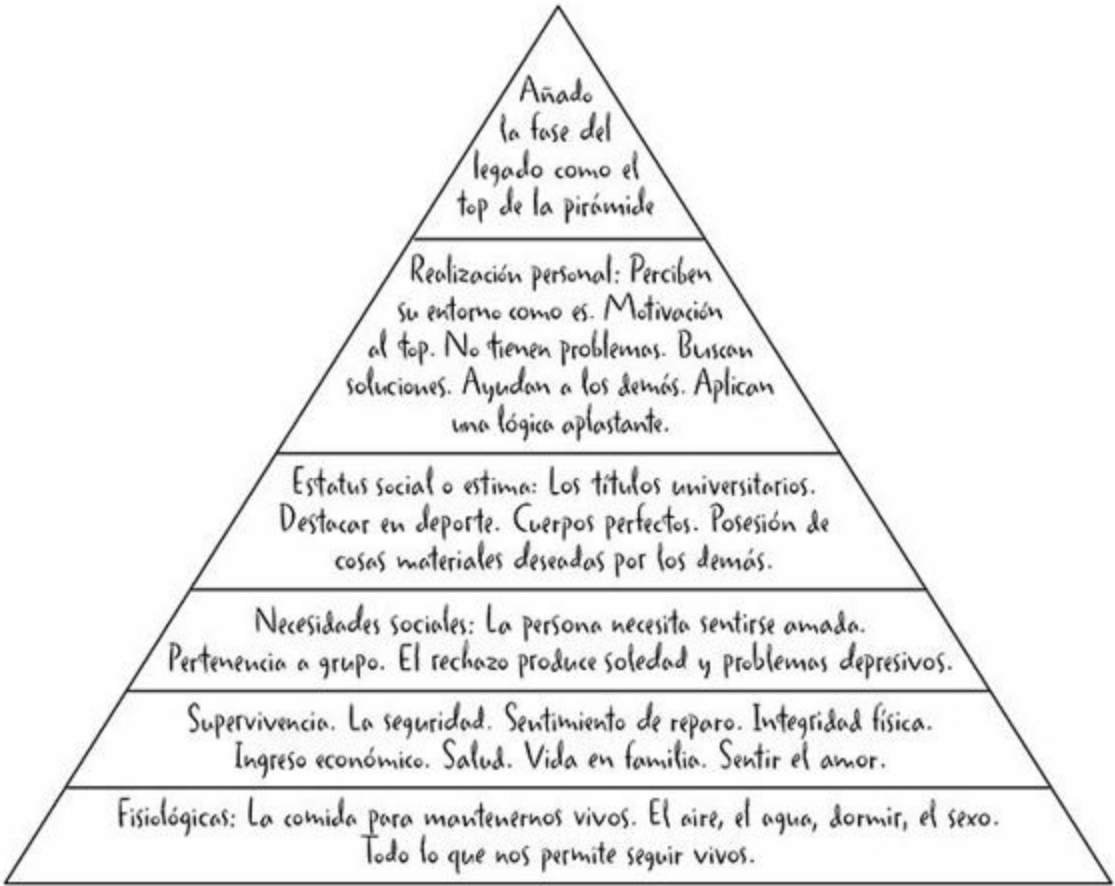 Añado
la fase del
legado como el
top de la pirámide
Realización personal: Perciben
su entorno como es. Motivación
al top. No tienen problemas. Buscan
soluciones. Ayudan a los demás. Aplican
una lógica aplastante.
Estatus social o estima: Los títulos universitarios.
Destacar en deporte. Cuerpos perfectos. Posesión de
cosas materiales deseadas por los demás.
Necesidades sociales: La persona necesita sentirse amada.
Pertenencia a grupo. El rechazo produce soledad y problemas depresivos.
Supervivencia. La seguridad. Sentimiento de reparo. Integridad física.
Ingreso económico. Salud. Vida en familia. Sentir el amor.
Fisiológicas: La comida para mantenernos vivos. El aire, el agua, dormir, el sexo.
Todo lo que nos permite seguir vivos.